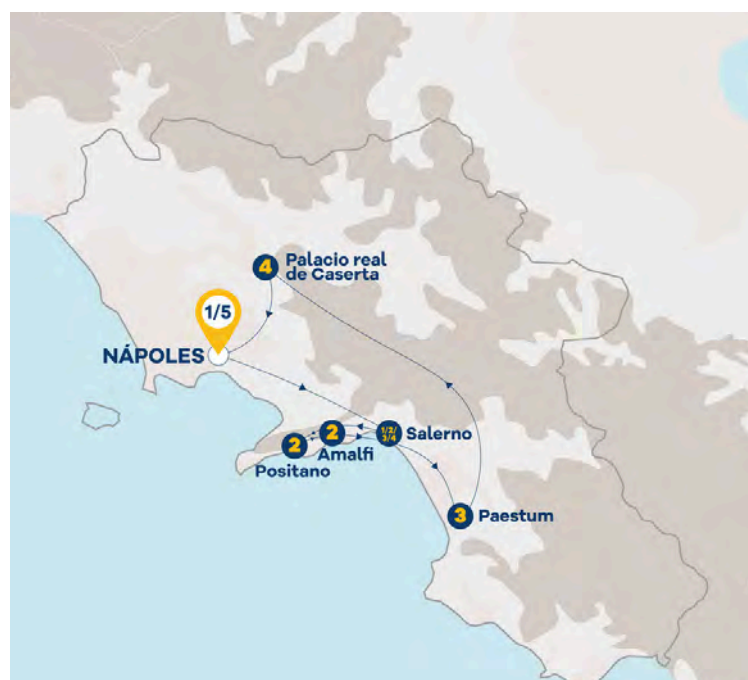 4
Palacio real
de Caserta
1/5
NÁPOLES
2
Positano
2
Amalfi
1/2/
3/4
Salerno
3
Paestum